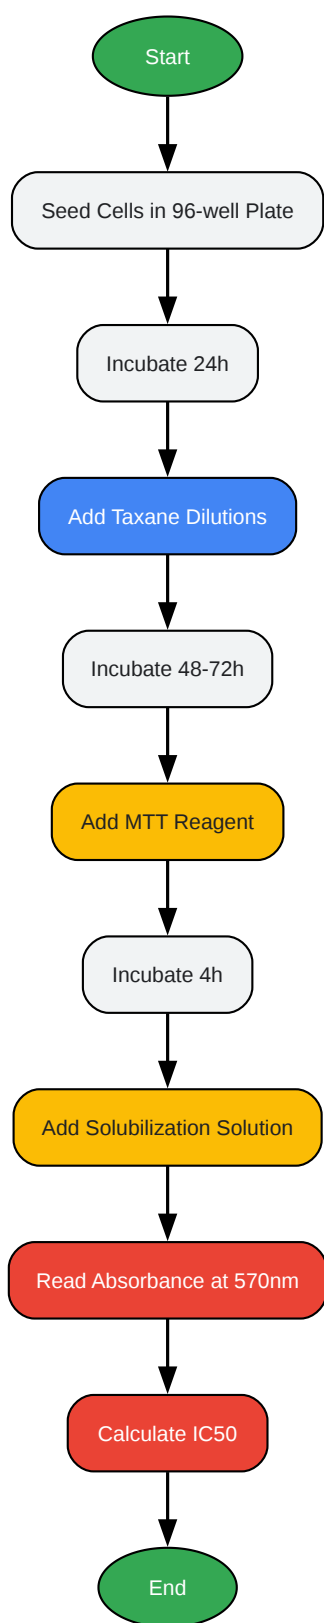 Start
Seed Cells in 96-well Plate
Incubate 24h
Add Taxane Dilutions
Incubate 48-72h
Add MTT Reagent
Incubate 4h
Add Solubilization Solution
Read Absorbance at 570nm
Calculate IC50
End